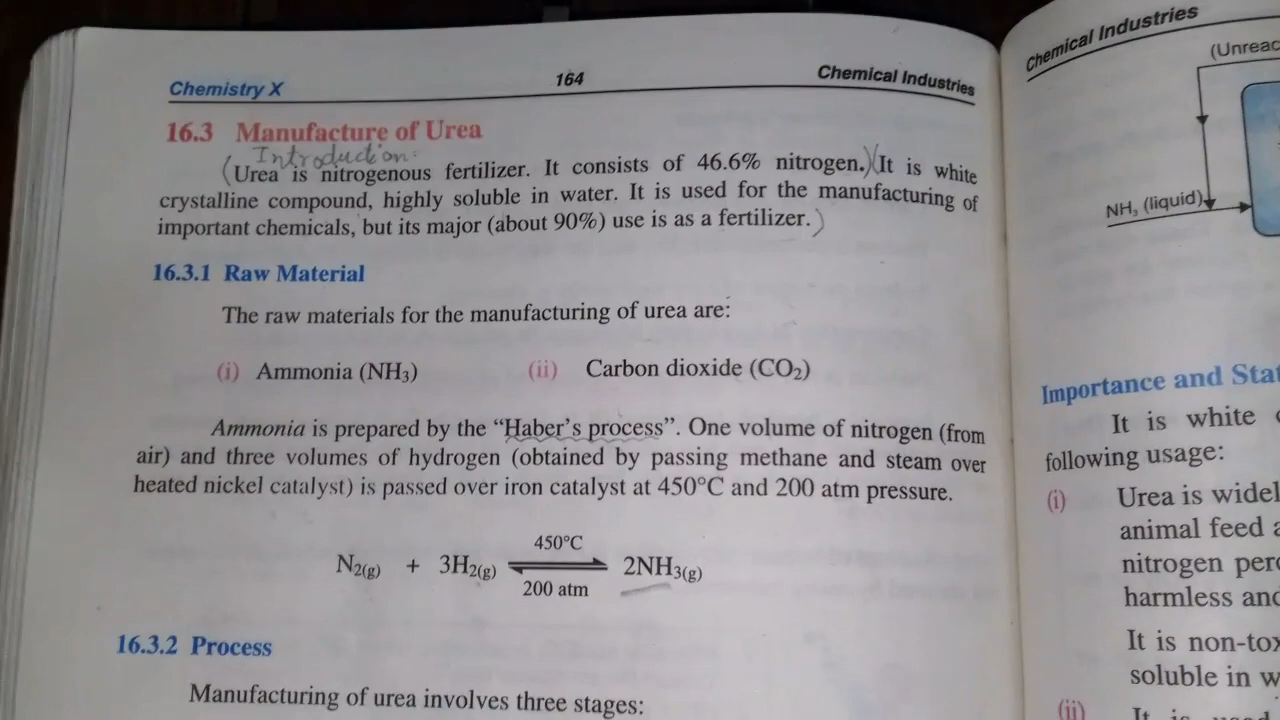 Chemistry X 164 Chemical Industries
16.3 Manufacture of Urea
Introduction:
(Urea is nitrogenous fertilizer. It consists of 46.6% nitrogen.)(It is white
crystalline compound, highly soluble in water. It is used for the manufacturing of
important chemicals, but its major (about 90%) use is as a fertilizer.)
16.3.1 Raw Material
The raw materials for the manufacturing of urea are:
(i) Ammonia (NH₃) (ii) Carbon dioxide (CO₂)
Ammonia is prepared by the “Haber’s process”. One volume of nitrogen (from
air) and three volumes of hydrogen (obtained by passing methane and steam over
heated nickel catalyst) is passed over iron catalyst at 450°C and 200 atm pressure.
450°C
N₂(g) + 3H₂(g) ⇌ 2NH₃(g)
200 atm
16.3.2 Process
Manufacturing of urea involves three stages:
Chemical Industries
(Unreac
NH₃ (liquid)
Importance and Stat
It is white
following usage:
(i) Urea is widel
animal feed a
nitrogen perc
harmless and
It is non-tox
soluble in w
(ii) It is used